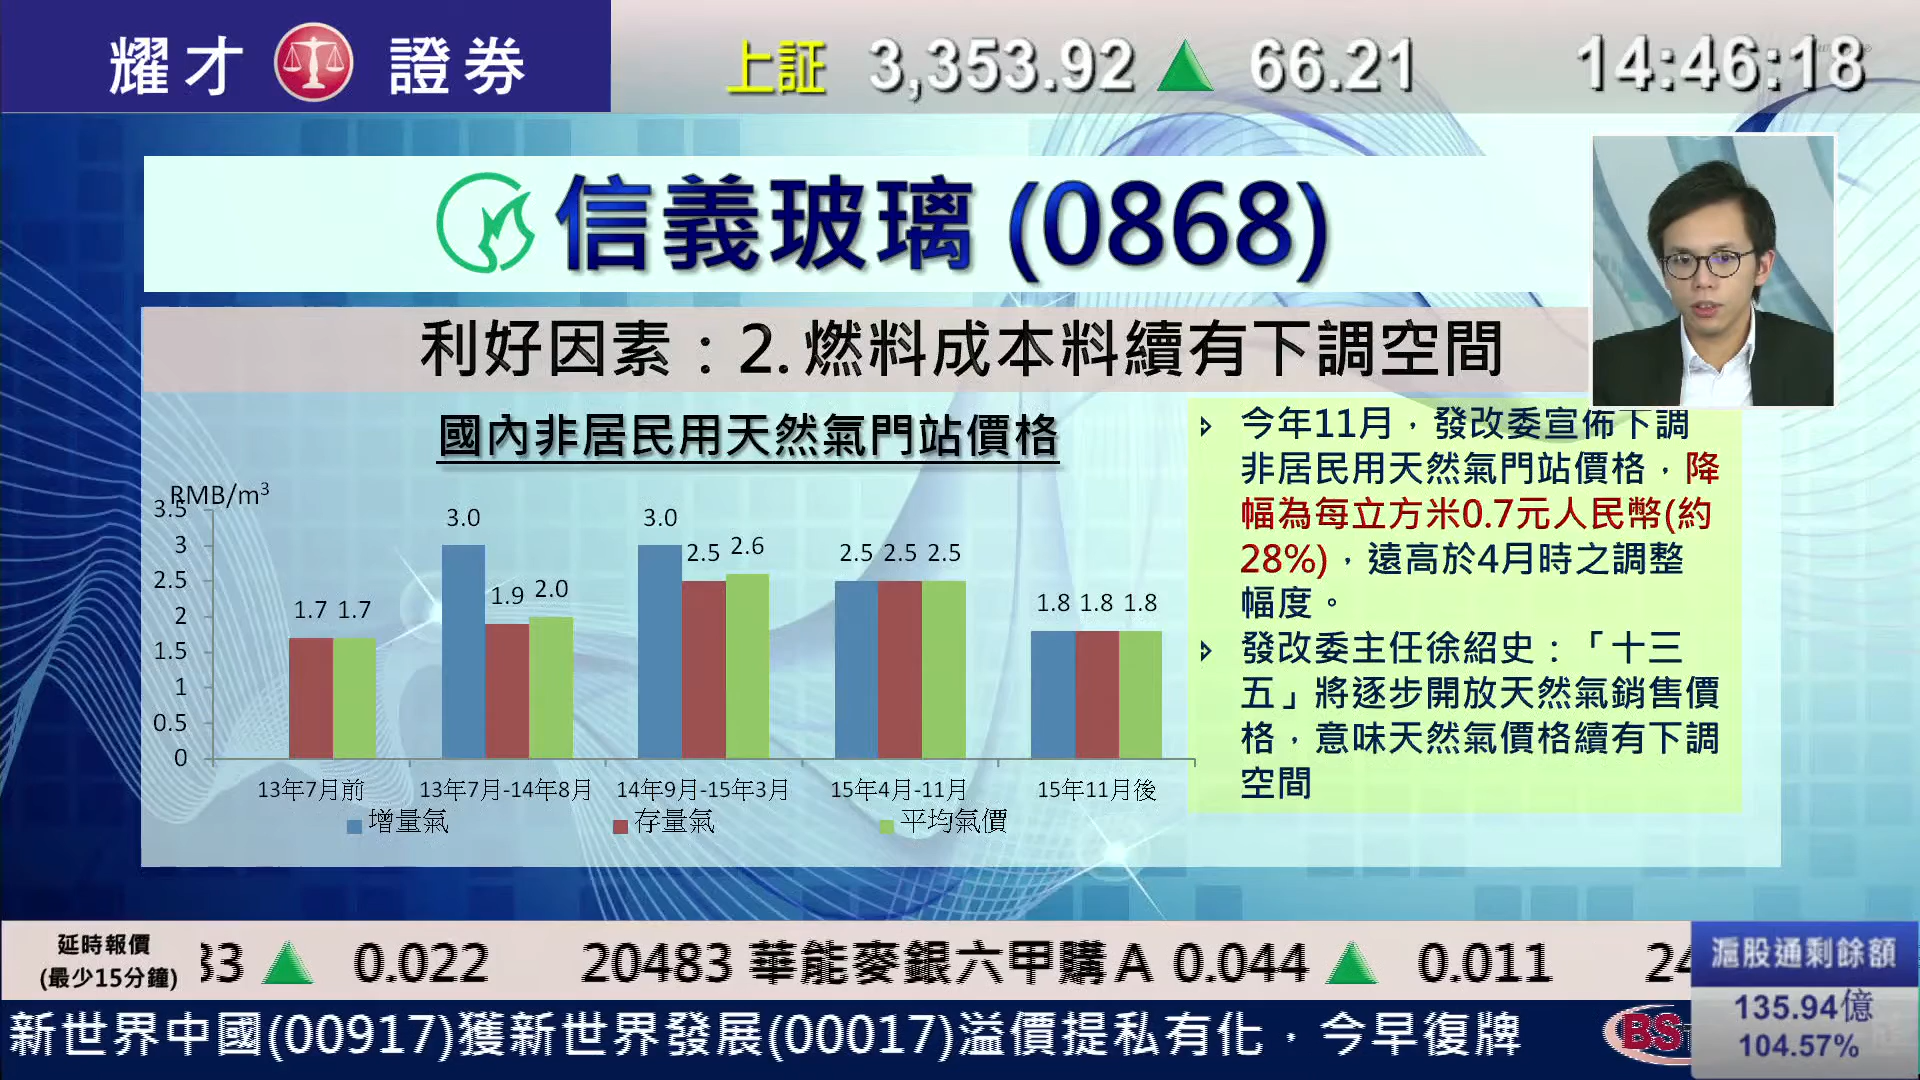 耀才 證券
上証 3,353.92 ▲ 66.21
14:46:18
信義玻璃 (0868)
利好因素：2. 燃料成本料續有下調空間
國內非居民用天然氣門站價格
RMB/m³
3.5
3
2.5
2
1.5
1
0.5
0
1.7 1.7
3.0 1.9 2.0
3.0 2.5 2.6
2.5 2.5 2.5
1.8 1.8 1.8
13年7月前 13年7月-14年8月 14年9月-15年3月 15年4月-11月 15年11月後
增量氣 存量氣 平均氣價
今年11月，發改委宣佈下調
非居民用天然氣門站價格，降
幅為每立方米0.7元人民幣(約
28%)，遠高於4月時之調整
幅度。
發改委主任徐紹史：「十三
五」將逐步開放天然氣銷售價
格，意味天然氣價格續有下調
空間
延時報價
(最少15分鐘)
33 ▲ 0.022 20483 華能麥銀六甲購A 0.044 ▲ 0.011 24
新世界中國(00917)獲新世界發展(00017)溢價提私有化，今早復牌
BS
滬股通剩餘額
135.94億
104.57%